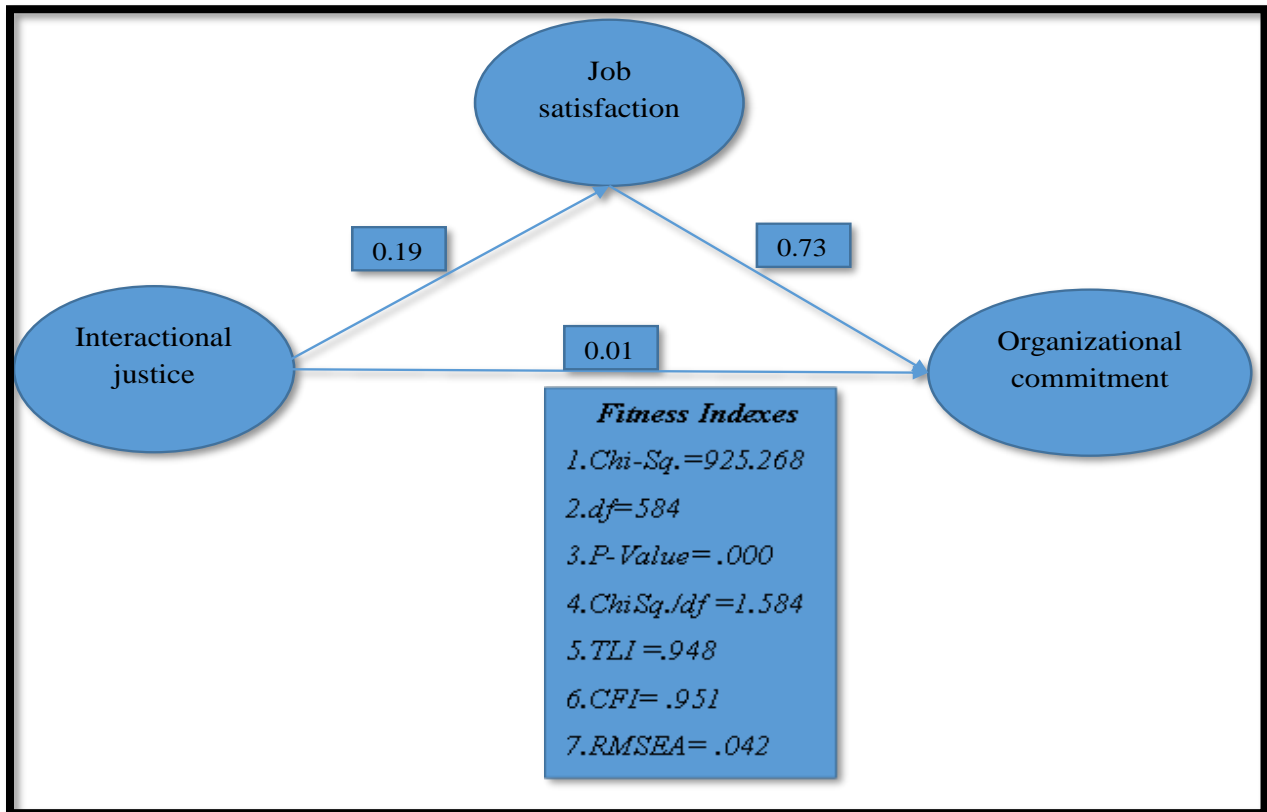 Job
satisfaction
0.19
0.73
Interactional
justice
0.01
Organizational
commitment
Fitness Indexes
1.Chi-Sq.=925.268
2.df=584
3.P-Value= .000
4.ChiSq./df =1.584
5.TLI =.948
6.CFI= .951
7.RMSEA= .042